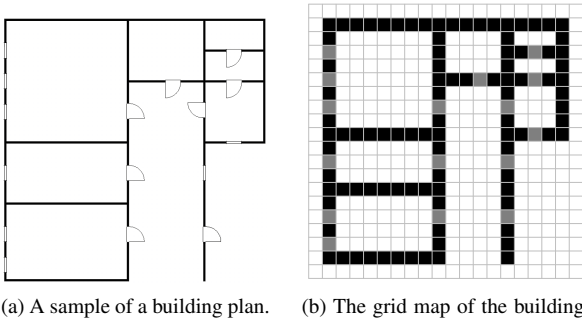 (a) A sample of a building plan.
(b) The grid map of the building